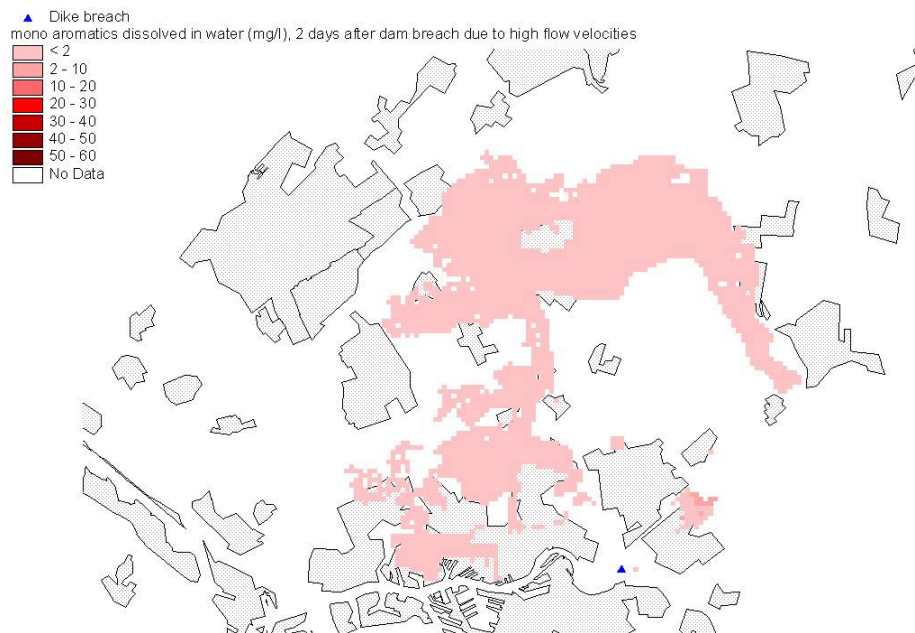 Dike breach
mono aromatics dissolved in water (mg/l), 2 days after dam breach due to high flow velocities
< 2
2 - 10
10 - 20
20 - 30
30 - 40
40 - 50
50 - 60
No Data